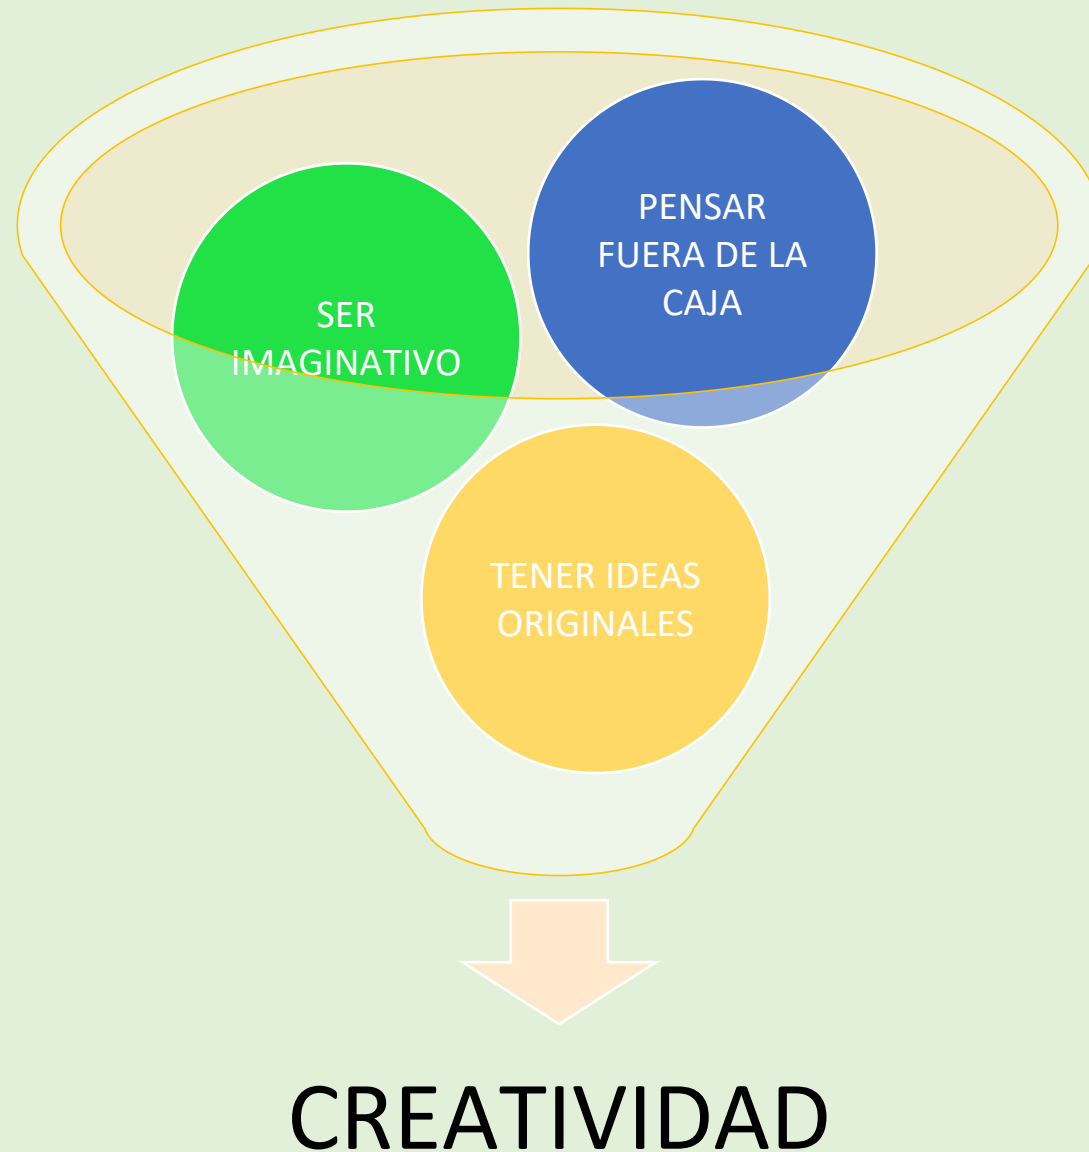 PENSAR
FUERA DE LA
CAJA
SER
IMAGINATIVO
TENER IDEAS
ORIGINALES
CREATIVIDAD